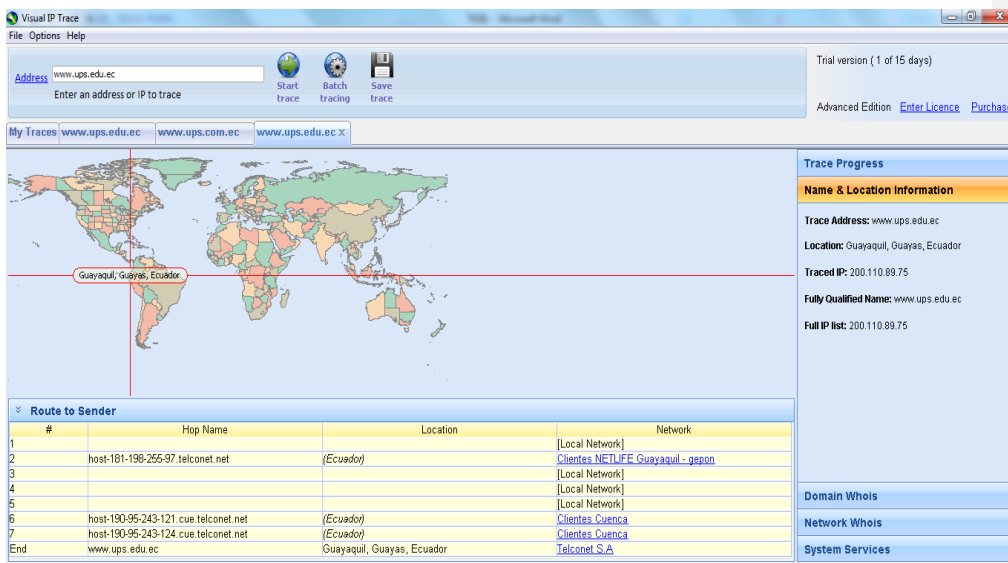 Visual IP Trace
File Options Help
Address www.ups.edu.ec
Enter an address or IP to trace
Start trace
Batch tracing
Save trace
Trial version ( 1 of 15 days)
Advanced Edition Enter Licence Purchase
My Traces www.ups.edu.ec www.ups.com.ec www.ups.edu.ec X
Guayaquil, Guayas, Ecuador
Trace Progress
Name & Location Information
Trace Address: www.ups.edu.ec
Location: Guayaquil, Guayas, Ecuador
Traced IP: 200.110.89.75
Fully Qualified Name: www.ups.edu.ec
Full IP list: 200.110.89.75
Domain Whois
Network Whois
System Services
Route to Sender
# Hop Name Location Network
1 [Local Network]
2 host-181-198-255-97.telconet.net (Ecuador) Clientes NETLIFE Guayaquil - gepon
3 [Local Network]
4 [Local Network]
5 [Local Network]
6 host-190-95-243-121.cue.telconet.net (Ecuador) Clientes Cuenca
7 host-190-95-243-124.cue.telconet.net (Ecuador) Clientes Cuenca
End www.ups.edu.ec Guayaquil, Guayas, Ecuador Telconet S.A